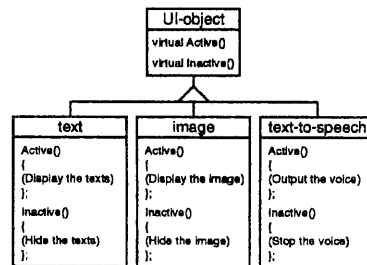 UI-object
virtual Active()
virtual Inactive()
text
Active()
{
(Display the texts)
};
Inactive()
{
(Hide the texts)
};
image
Active()
{
(Display the image)
};
Inactive()
{
(Hide the image)
};
text-to-speech
Active()
{
(Output the voice)
};
Inactive()
{
(Stop the voice)
};